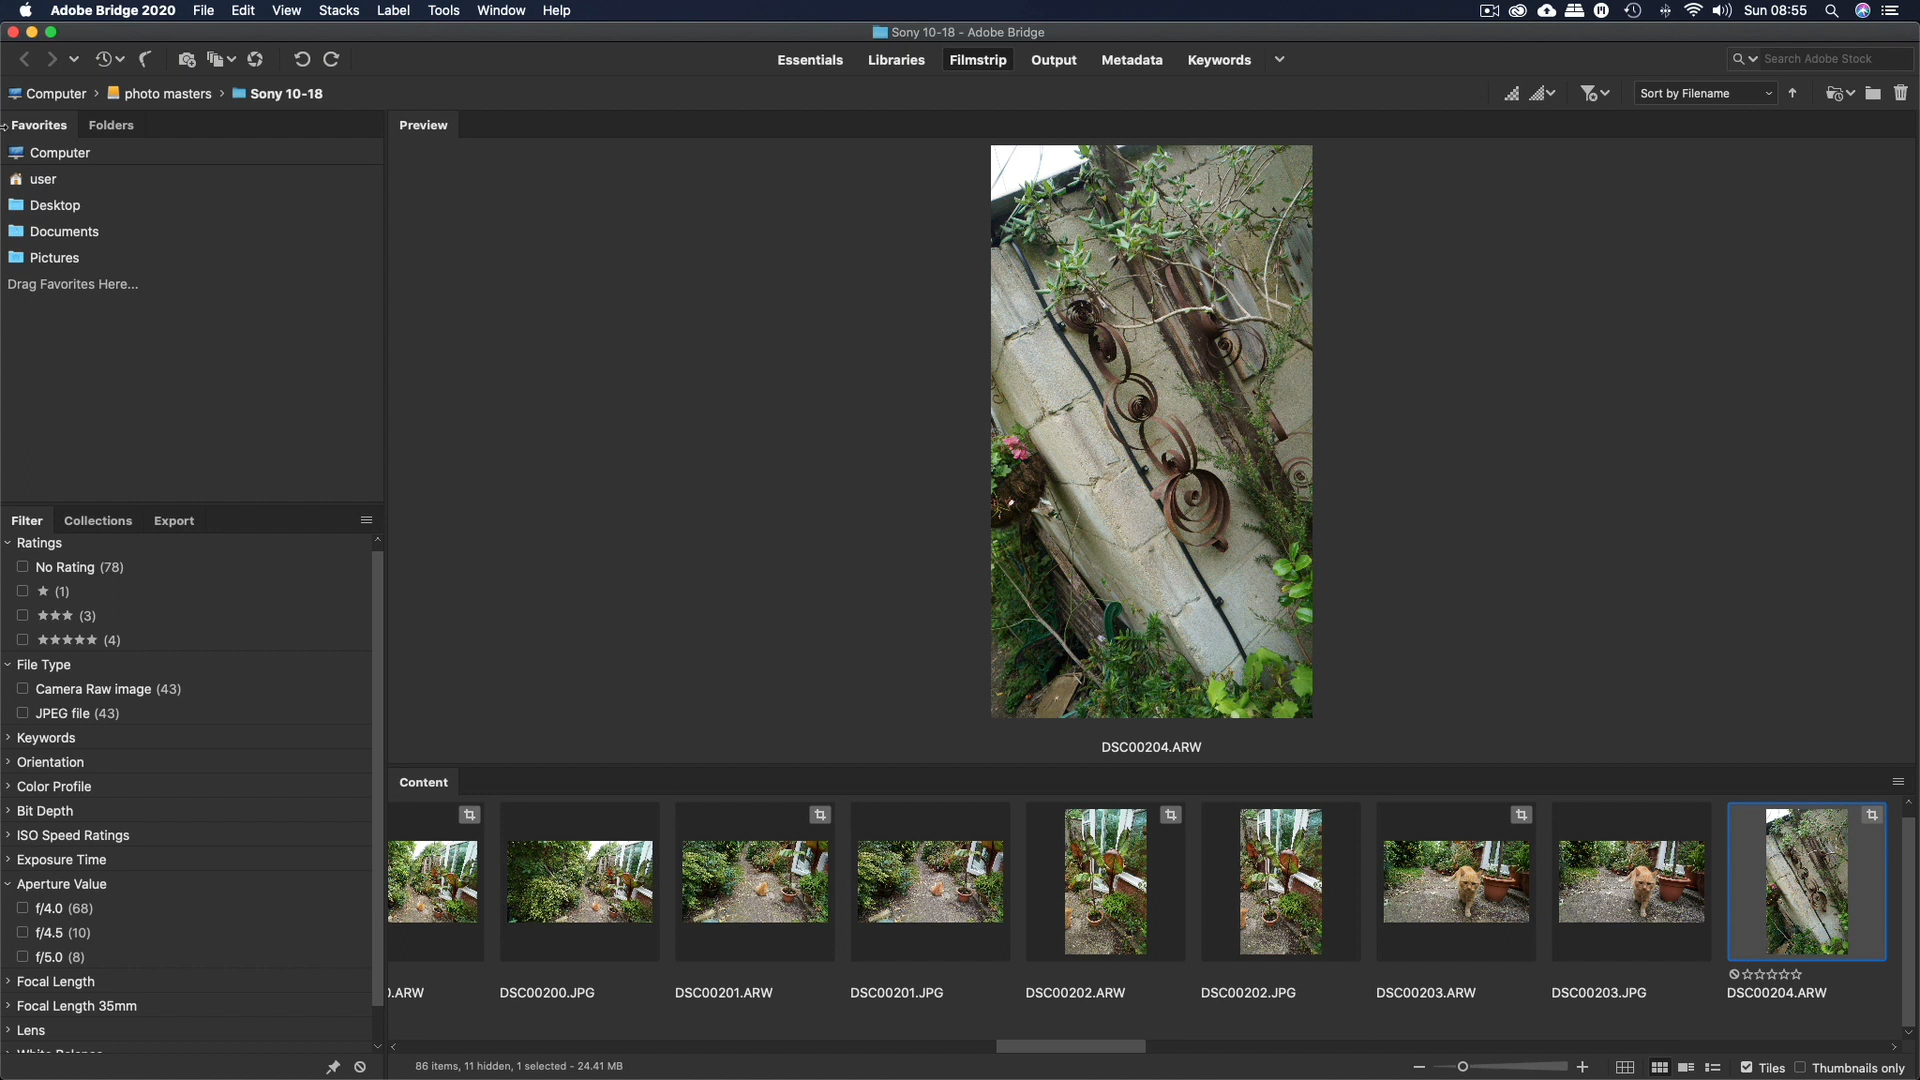 Adobe Bridge 2020 File Edit View Stacks Label Tools Window Help Sun 08:55
Sony 10-18 - Adobe Bridge
Essentials Libraries Filmstrip Output Metadata Keywords Search Adobe Stock
Computer photo masters Sony 10-18 Sort by Filename
Favorites Folders Preview
Computer
user
Desktop
Documents
Pictures
Drag Favorites Here...
DSC00204.ARW
Filter Collections Export
Ratings
No Rating (78)
(1)
(3)
(4)
File Type
Camera Raw image (43)
JPEG file (43)
Keywords
Orientation
Color Profile
Bit Depth
ISO Speed Ratings
Exposure Time
Aperture Value
f/4.0 (68)
f/4.5 (10)
f/5.0 (8)
Focal Length
Focal Length 35mm
Lens
White Balance
Content
0.ARW DSC00200.JPG DSC00201.ARW DSC00201.JPG DSC00202.ARW DSC00202.JPG DSC00203.ARW DSC00203.JPG DSC00204.ARW
86 items, 11 hidden, 1 selected - 24.41 MB Tiles Thumbnails only